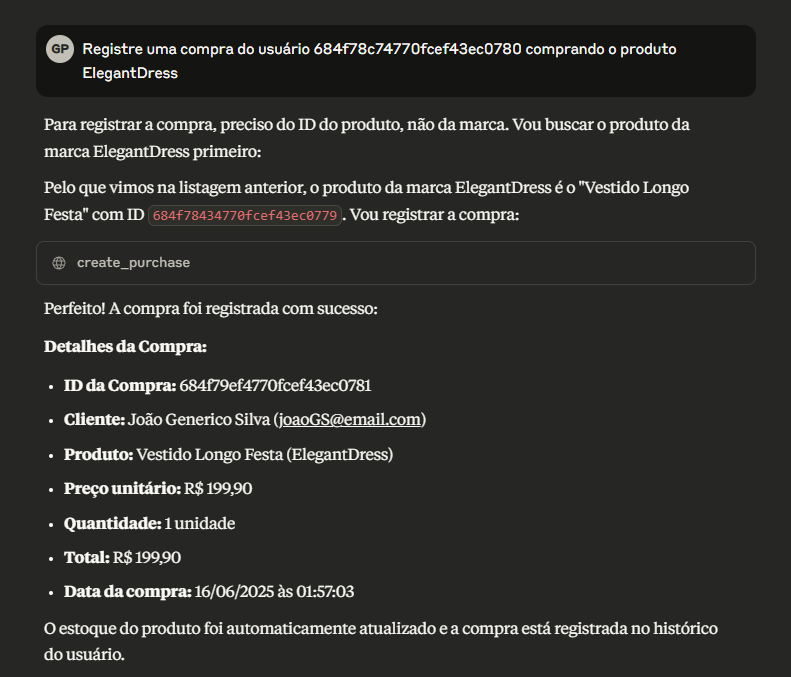 GP
Registre uma compra do usuário 684f78c74770fcef43ec0780 comprando o produto
ElegantDress
Para registrar a compra, preciso do ID do produto, não da marca. Vou buscar o produto da
marca ElegantDress primeiro:
Pelo que vimos na listagem anterior, o produto da marca ElegantDress é o "Vestido Longo
Festa" com ID 684f78434770fcef43ec0779. Vou registrar a compra:
create_purchase
Perfeito! A compra foi registrada com sucesso:
Detalhes da Compra:
• ID da Compra: 684f79ef4770fcef43ec0781
• Cliente: João Generico Silva (joaoGS@email.com)
• Produto: Vestido Longo Festa (ElegantDress)
• Preço unitário: R$ 199,90
• Quantidade: 1 unidade
• Total: R$ 199,90
• Data da compra: 16/06/2025 às 01:57:03
O estoque do produto foi automaticamente atualizado e a compra está registrada no histórico
do usuário.